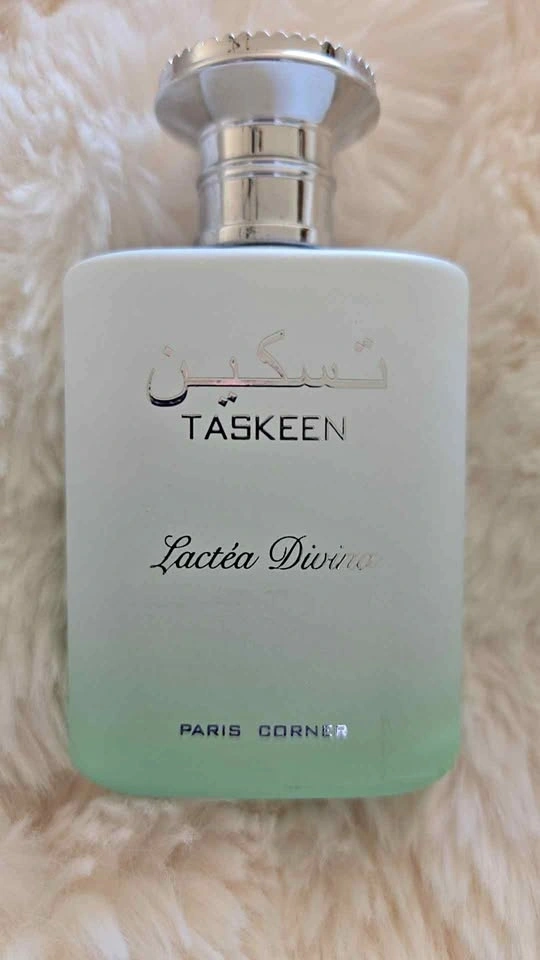 تسكين
TASKEEN
Lactéa Divina
PARIS CORNER